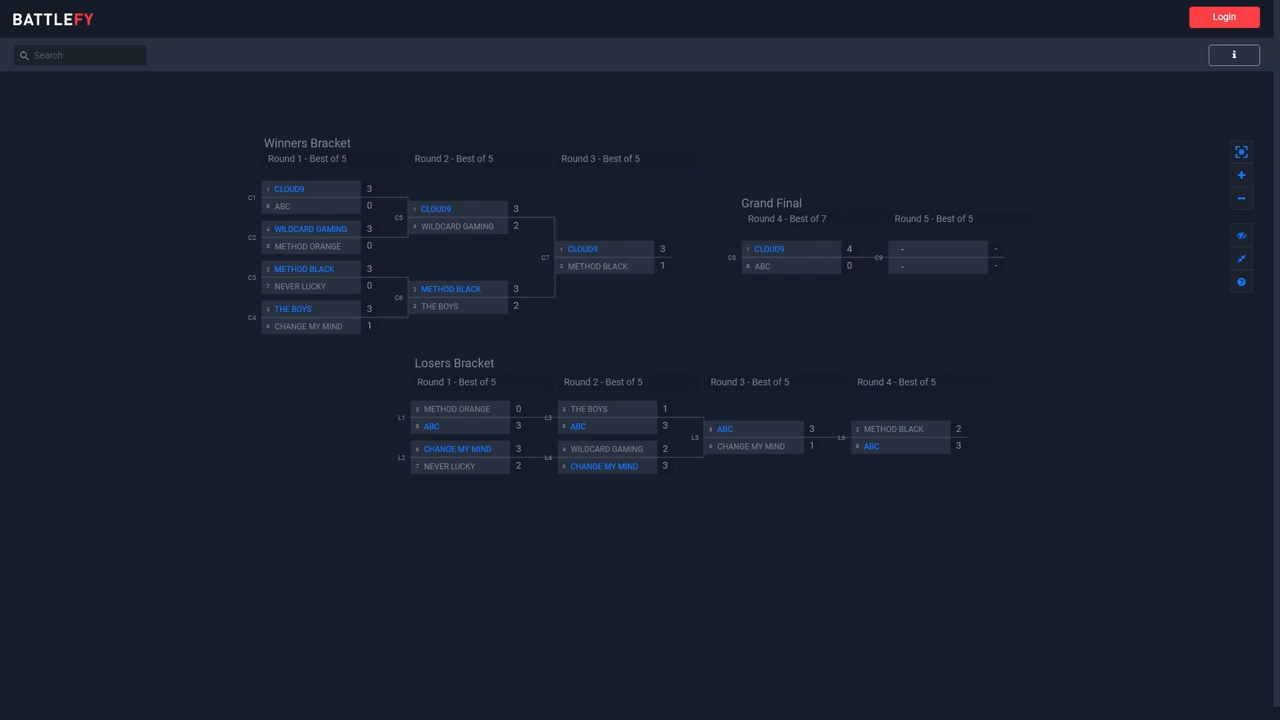 BATTLEFY
Login
Search
i
Winners Bracket
Round 1 - Best of 5
Round 2 - Best of 5
Round 3 - Best of 5
C1
1 CLOUD9 3
8 ABC 0
C2
4 WILDCARD GAMING 3
5 METHOD ORANGE 0
C3
2 METHOD BLACK 3
7 NEVER LUCKY 0
C4
3 THE BOYS 3
6 CHANGE MY MIND 1
C5
1 CLOUD9 3
4 WILDCARD GAMING 2
C6
2 METHOD BLACK 3
3 THE BOYS 2
C7
1 CLOUD9 3
2 METHOD BLACK 1
Grand Final
Round 4 - Best of 7
Round 5 - Best of 5
C8
1 CLOUD9 4
8 ABC 0
C9
- -
- -
Losers Bracket
Round 1 - Best of 5
Round 2 - Best of 5
Round 3 - Best of 5
Round 4 - Best of 5
L1
5 METHOD ORANGE 0
8 ABC 3
L2
6 CHANGE MY MIND 3
7 NEVER LUCKY 2
L3
3 THE BOYS 1
8 ABC 3
L4
4 WILDCARD GAMING 2
6 CHANGE MY MIND 3
L5
8 ABC 3
6 CHANGE MY MIND 1
L6
2 METHOD BLACK 2
8 ABC 3